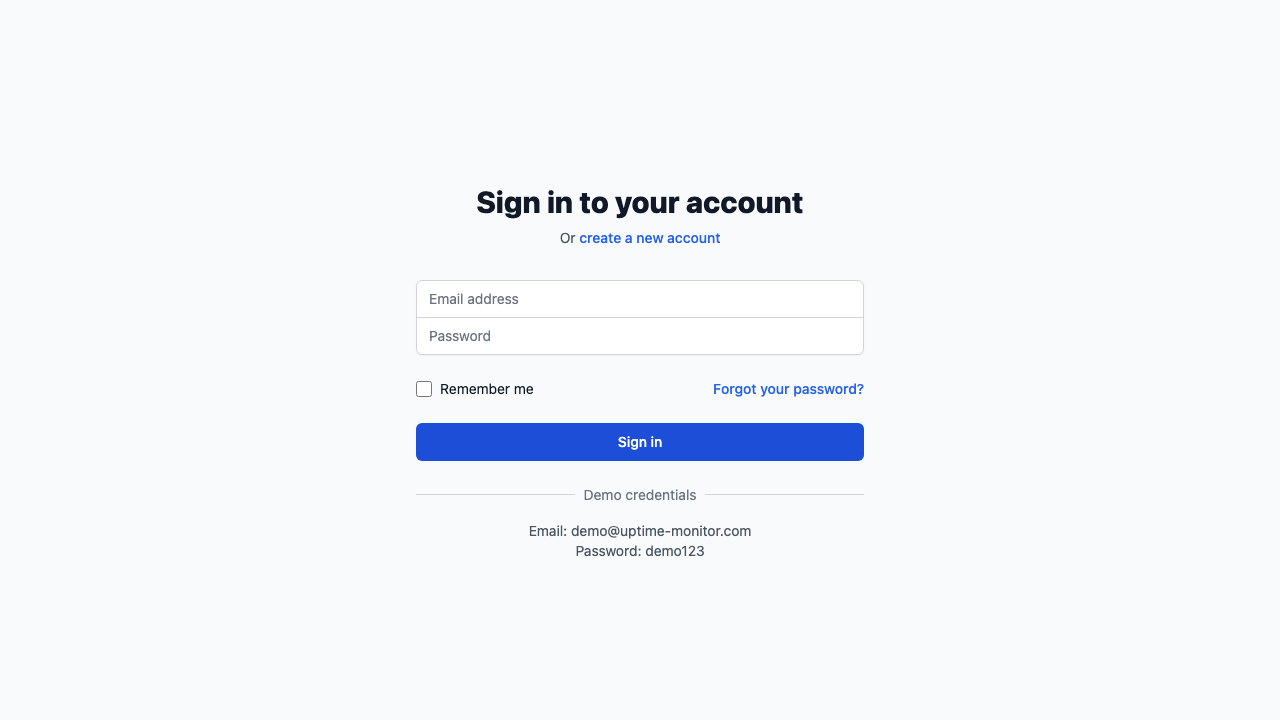 Sign in to your account
Or create a new account
Email address
Password
Remember me
Forgot your password?
Sign in
Demo credentials
Email: demo@uptime-monitor.com
Password: demo123